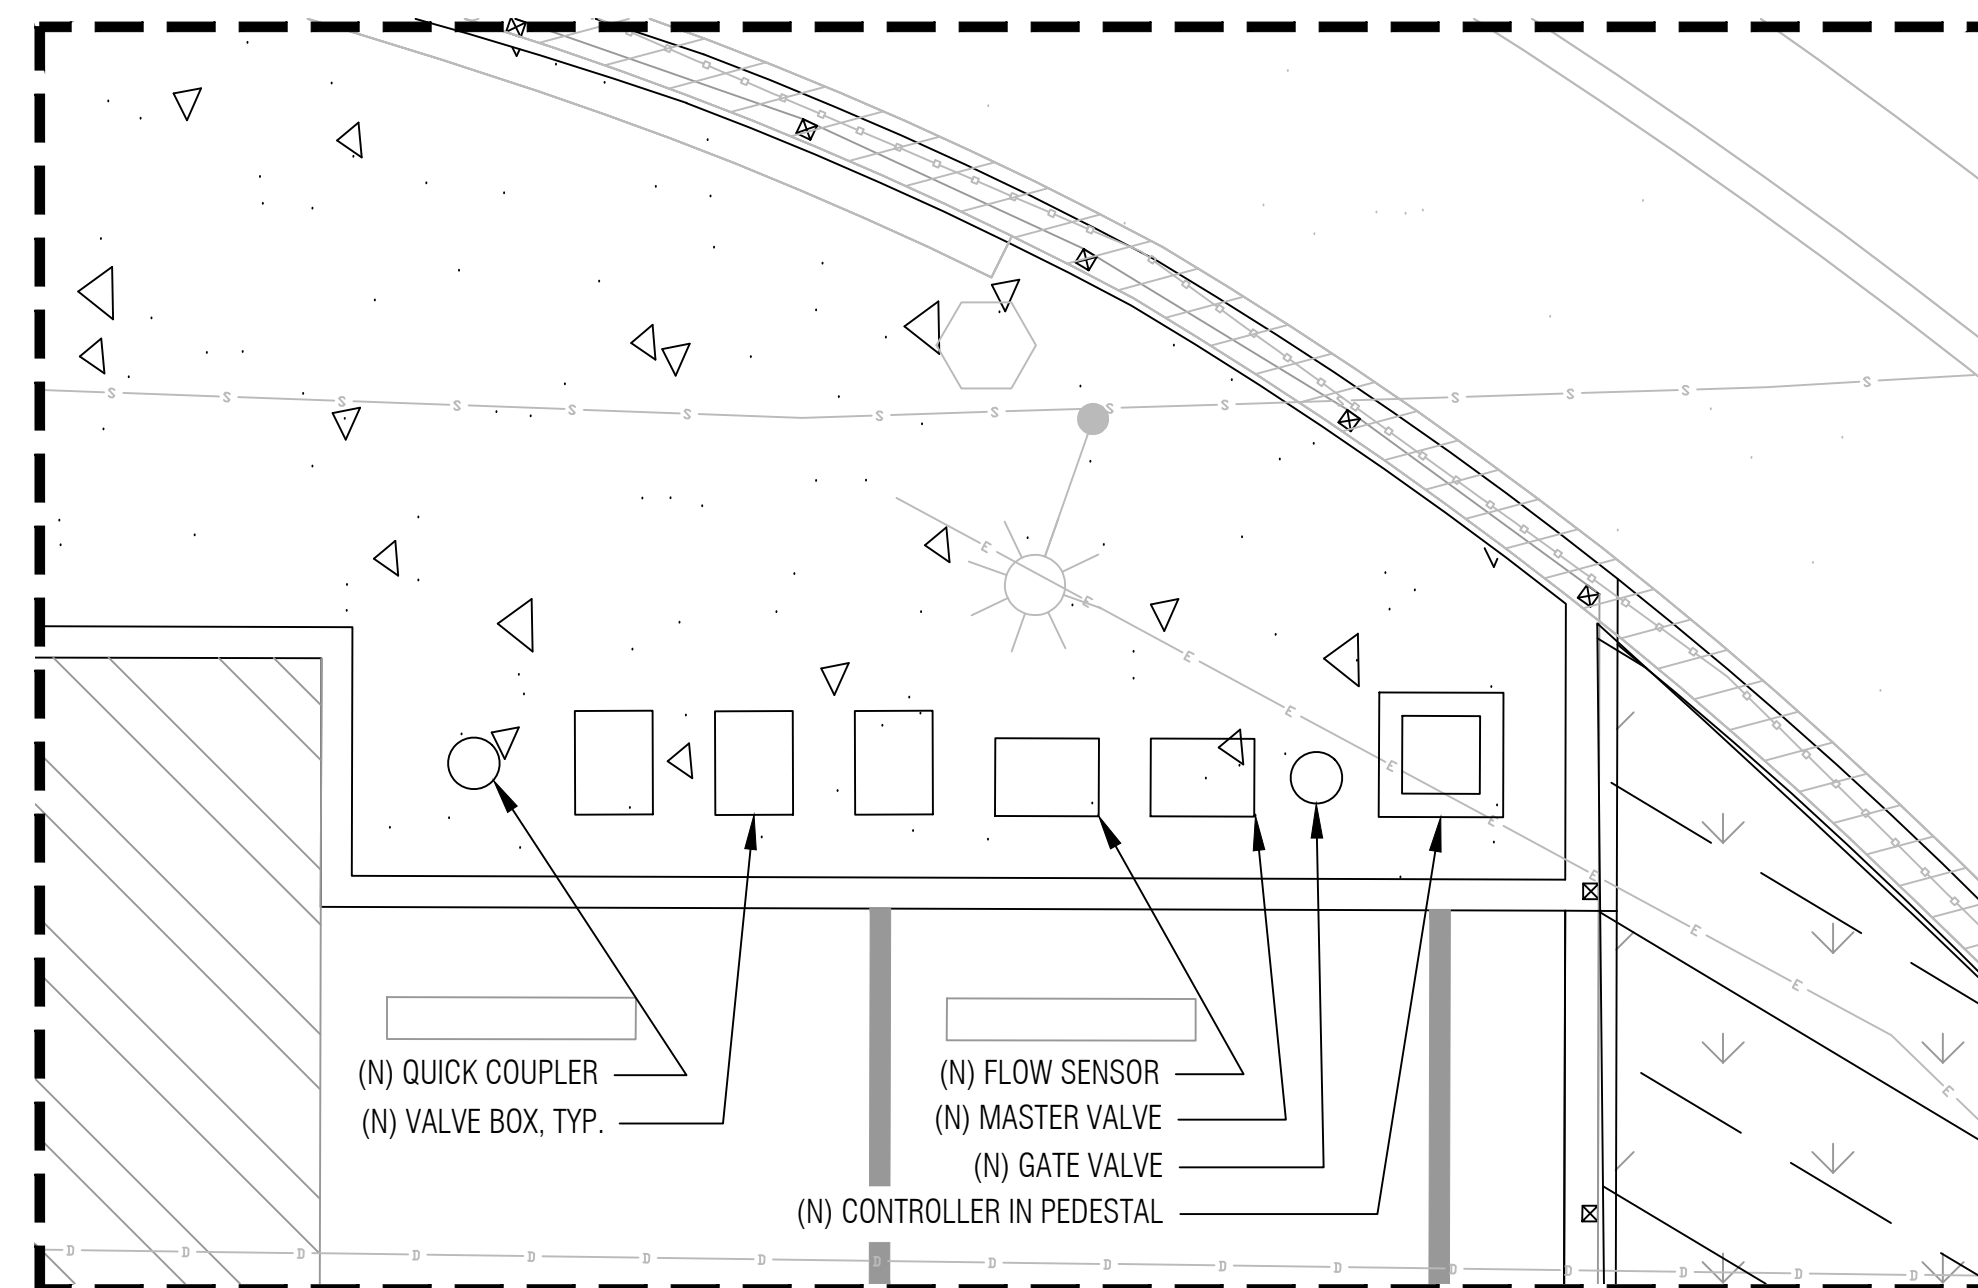 (N) QUICK COUPLER
(N) VALVE BOX, TYP.
(N) FLOW SENSOR
(N) MASTER VALVE
(N) GATE VALVE
(N) CONTROLLER IN PEDESTAL
S S S S S S S S S S S S S S
E E E E E E E E E E
D D D D D D D D D D D D D D D D D